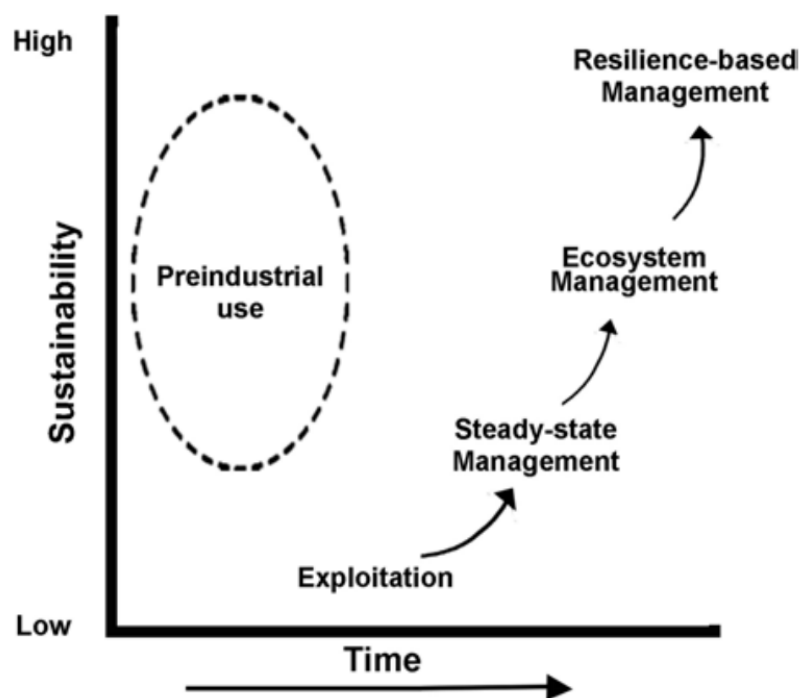 High
Resilience-based
Management
Preindustrial
use
Ecosystem
Management
Sustainability
Steady-state
Management
Exploitation
Low
Time